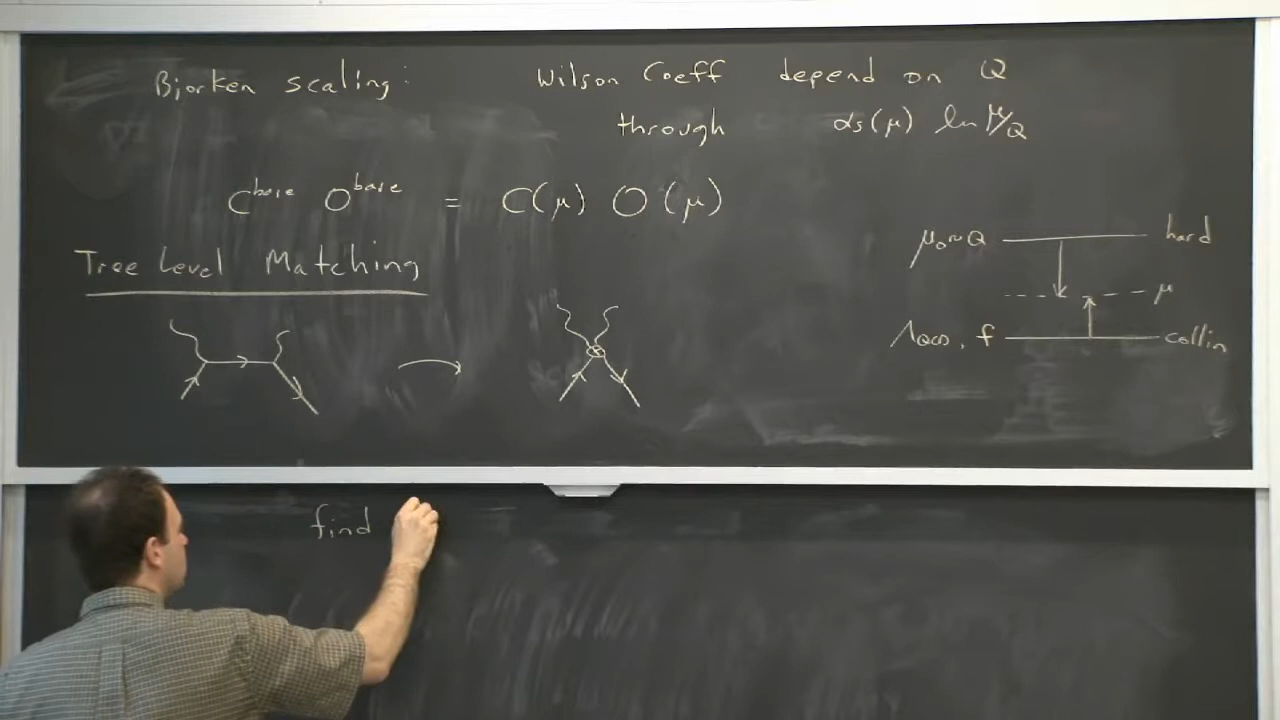 Bjorken scaling: Wilson Coeff depend on Q
through αs(μ) ln μ/Q
C^bare O^bare = C(μ) O(μ)
Tree Level Matching
μ₀~Q hard
μ
ΛQCD, f collin
find